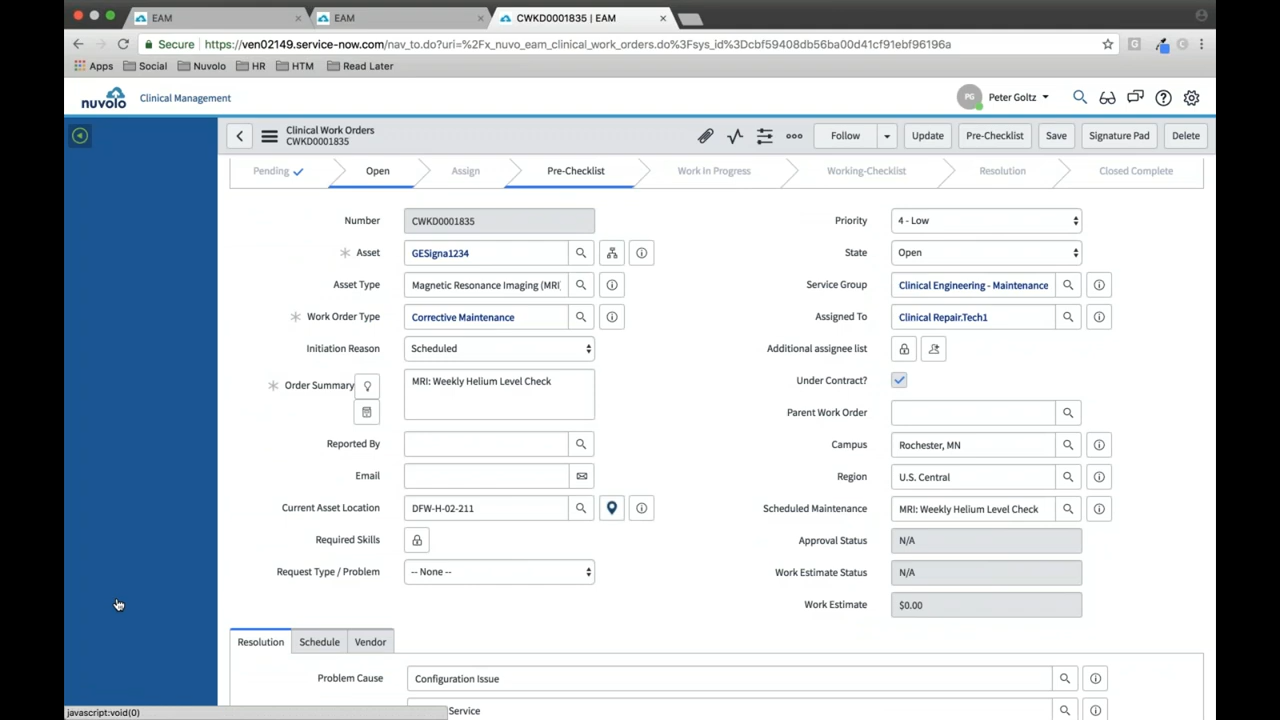 EAM
EAM
CWKD0001835 | EAM
Secure
https://ven02149.service-now.com/nav_to.do?uri=%2Fx_nuvo_eam_clinical_work_orders.do%3Fsys_id%3Dcbf59408db56ba00d41cf91ebf96196a
Apps
Social
Nuvolo
HR
HTM
Read Later
nuvolo
Clinical Management
PG
Peter Goltz
Clinical Work Orders
CWKD0001835
Follow
Update
Pre-Checklist
Save
Signature Pad
Delete
Pending
Open
Assign
Pre-Checklist
Work In Progress
Working-Checklist
Resolution
Closed Complete
Number
CWKD0001835
Priority
4 - Low
Asset
GESigna1234
State
Open
Asset Type
Magnetic Resonance Imaging (MRI)
Service Group
Clinical Engineering - Maintenance
Work Order Type
Corrective Maintenance
Assigned To
Clinical Repair.Tech1
Initiation Reason
Scheduled
Additional assignee list
Order Summary
MRI: Weekly Helium Level Check
Under Contract?
Parent Work Order
Reported By
Campus
Rochester, MN
Email
Region
U.S. Central
Current Asset Location
DFW-H-02-211
Scheduled Maintenance
MRI: Weekly Helium Level Check
Required Skills
Approval Status
N/A
Request Type / Problem
-- None --
Work Estimate Status
N/A
Work Estimate
$0.00
Resolution
Schedule
Vendor
Problem Cause
Configuration Issue
Service
javascript:void(0)